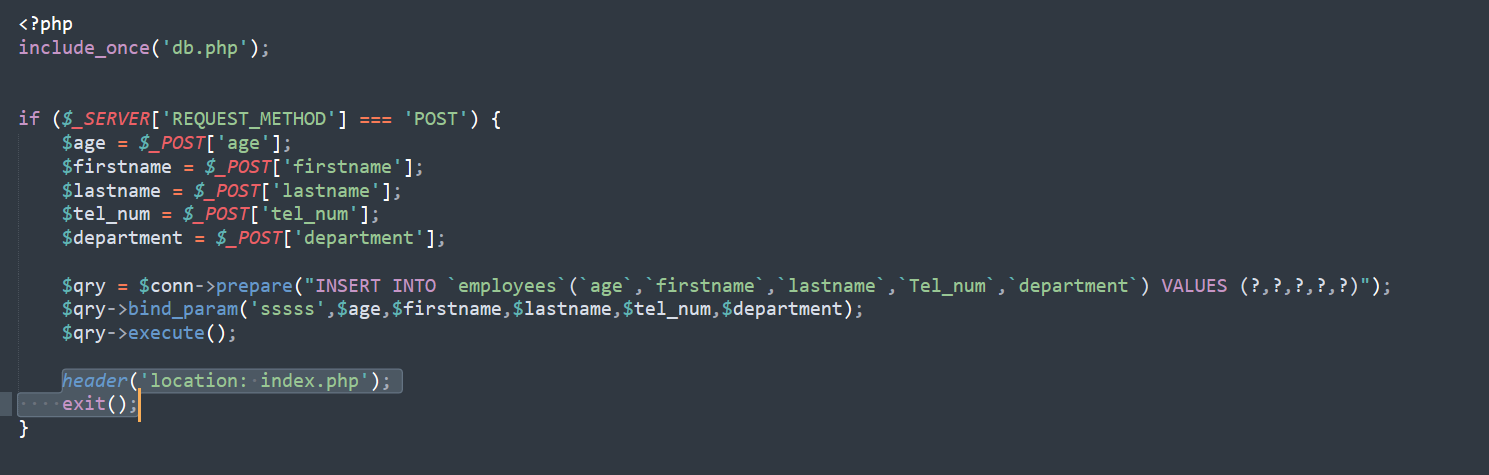 <?php
include_once('db.php');
if ($_SERVER['REQUEST_METHOD'] === 'POST') {
$age = $_POST['age'];
$firstname = $_POST['firstname'];
$lastname = $_POST['lastname'];
$tel_num = $_POST['tel_num'];
$department = $_POST['department'];
$qry = $conn->prepare("INSERT INTO `employees`(`age`,`firstname`,`lastname`,`Tel_num`,`department`) VALUES (?,?,?,?,?)");
$qry->bind_param('sssss',$age,$firstname,$lastname,$tel_num,$department);
$qry->execute();
header('location: index.php');
exit();
}